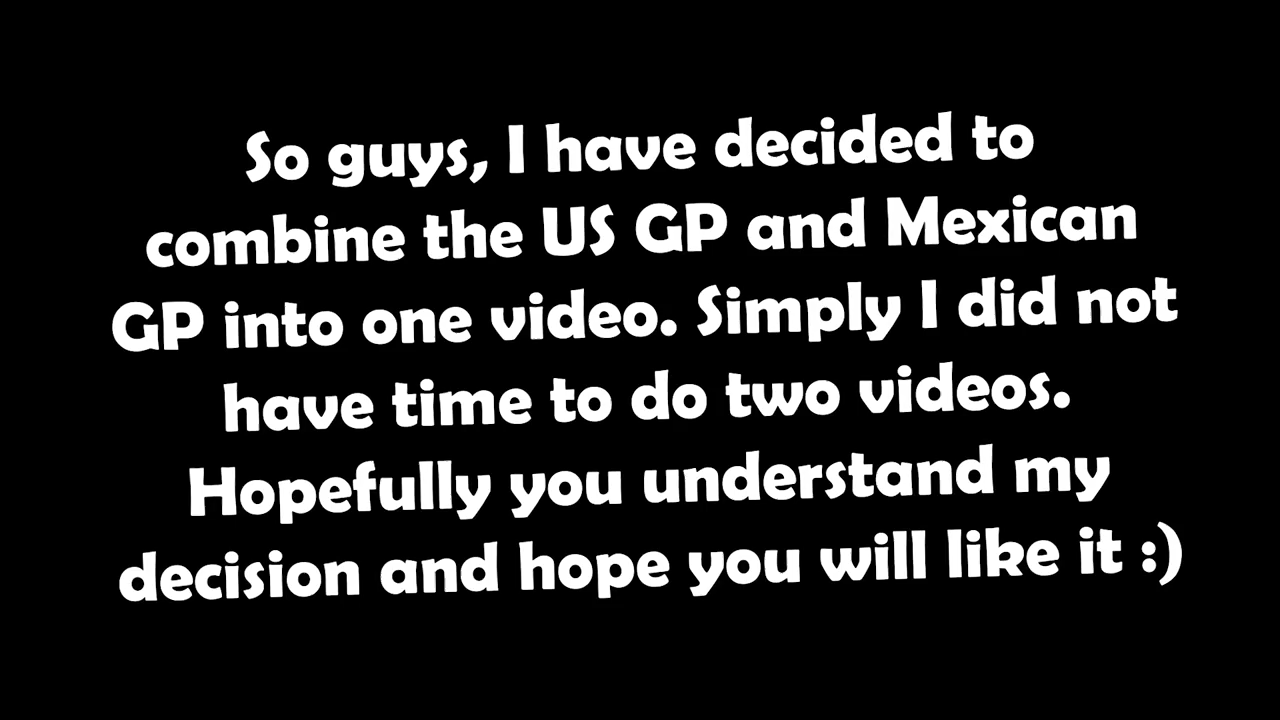 So guys, I have decided to
combine the US GP and Mexican
GP into one video. Simply I did not
have time to do two videos.
Hopefully you understand my
decision and hope you will like it :)